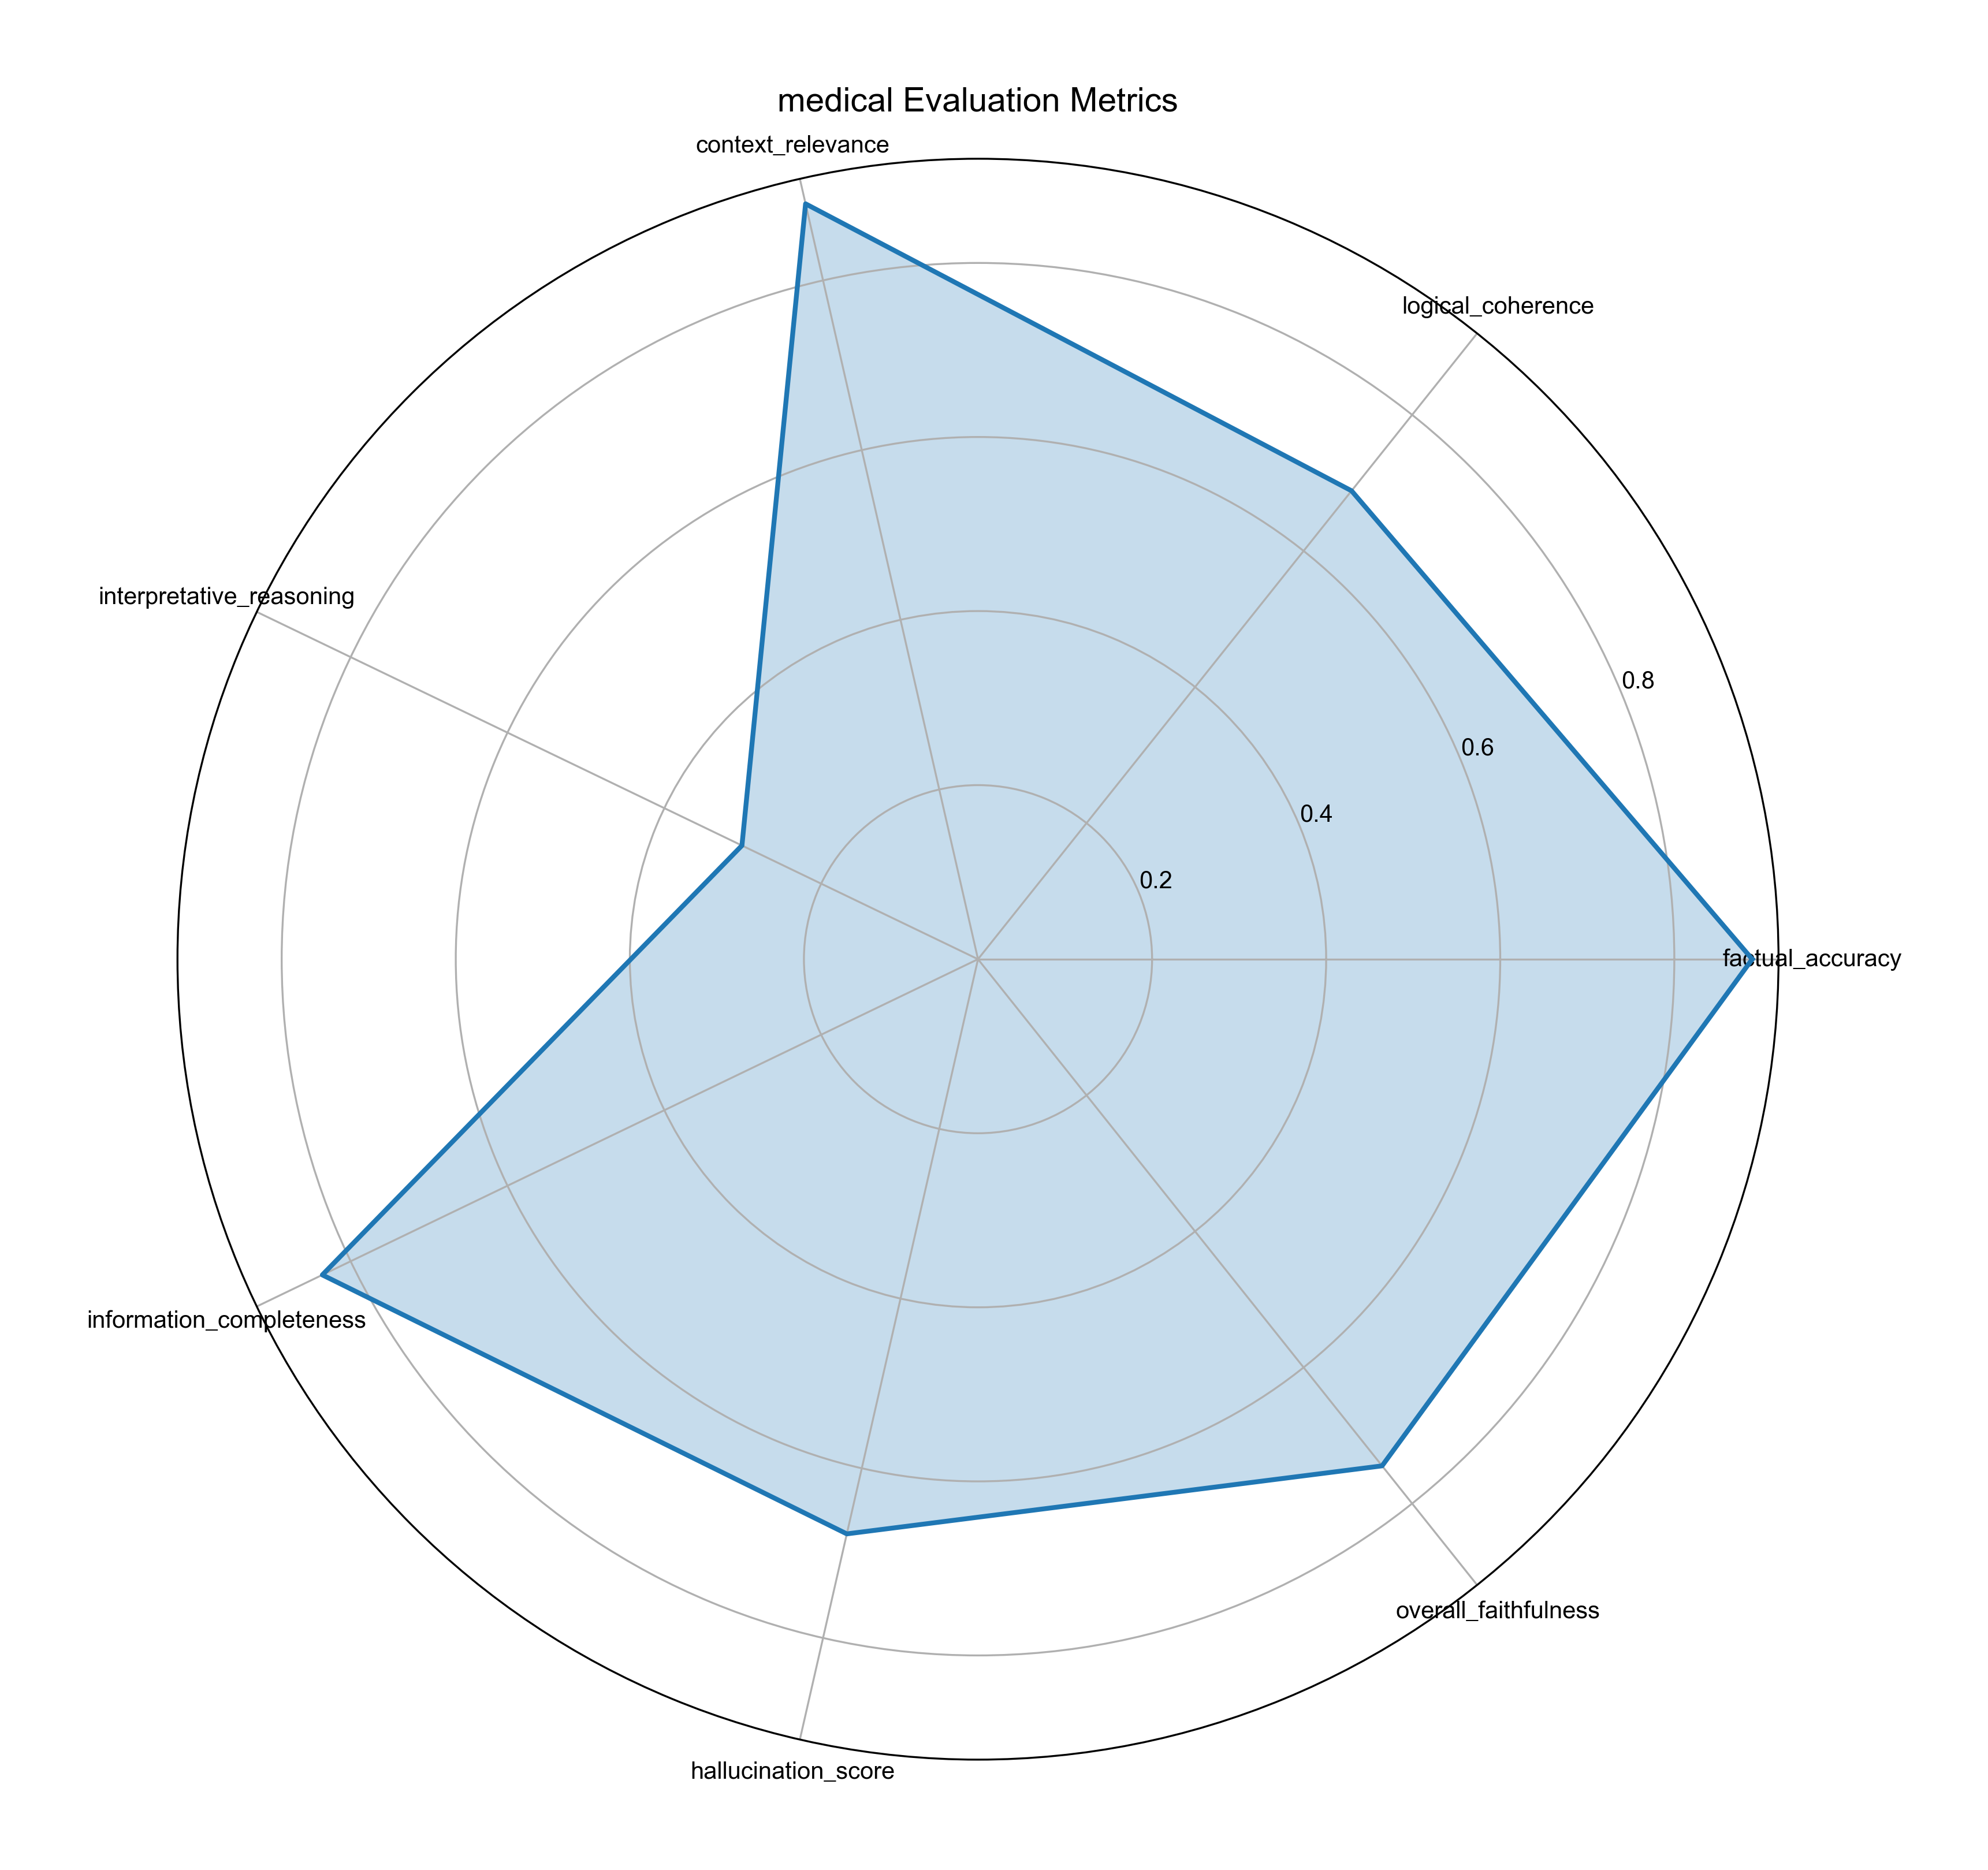 medical Evaluation Metrics
context_relevance
logical_coherence
interpretative_reasoning
0.8
0.6
0.4
0.2
factual_accuracy
information_completeness
overall_faithfulness
hallucination_score